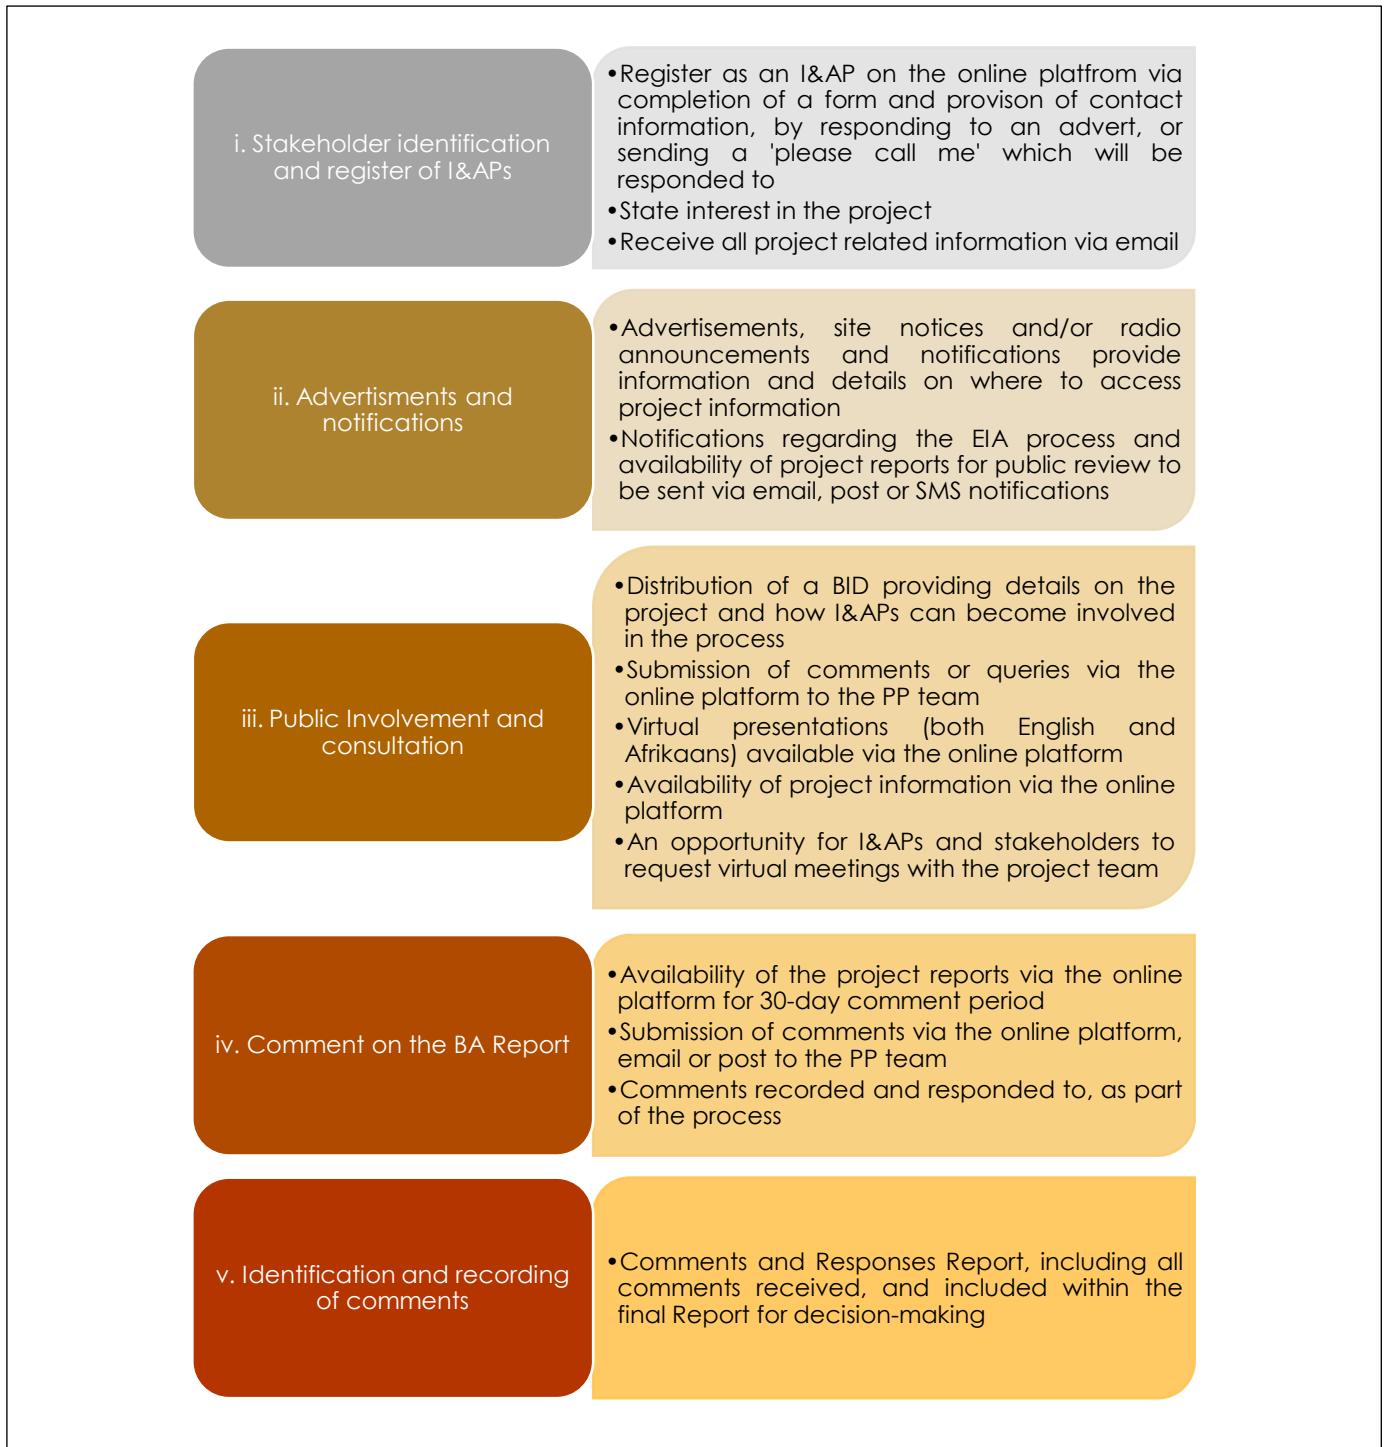 i. Stakeholder identification
and register of I&APs
•Register as an I&AP on the online platfrom via
completion of a form and provison of contact
information, by responding to an advert, or
sending a 'please call me' which will be
responded to
•State interest in the project
•Receive all project related information via email
ii. Advertisments and
notifications
•Advertisements, site notices and/or radio
announcements and notifications provide
information and details on where to access
project information
•Notifications regarding the EIA process and
availability of project reports for public review to
be sent via email, post or SMS notifications
iii. Public Involvement and
consultation
•Distribution of a BID providing details on the
project and how I&APs can become involved
in the process
•Submission of comments or queries via the
online platform to the PP team
•Virtual presentations (both English and
Afrikaans) available via the online platform
•Availability of project information via the online
platform
•An opportunity for I&APs and stakeholders to
request virtual meetings with the project team
iv. Comment on the BA Report
•Availability of the project reports via the online
platform for 30-day comment period
•Submission of comments via the online platform,
email or post to the PP team
•Comments recorded and responded to, as part
of the process
v. Identification and recording
of comments
•Comments and Responses Report, including all
comments received, and included within the
final Report for decision-making